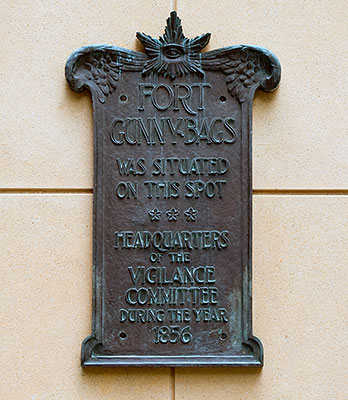 FORT
GUNNY-BAGS
WAS SITUATED
ON THIS SPOT
* * *
HEADQUARTERS
OF THE
VIGILANCE
COMMITTEE
DURING THE YEAR
1856